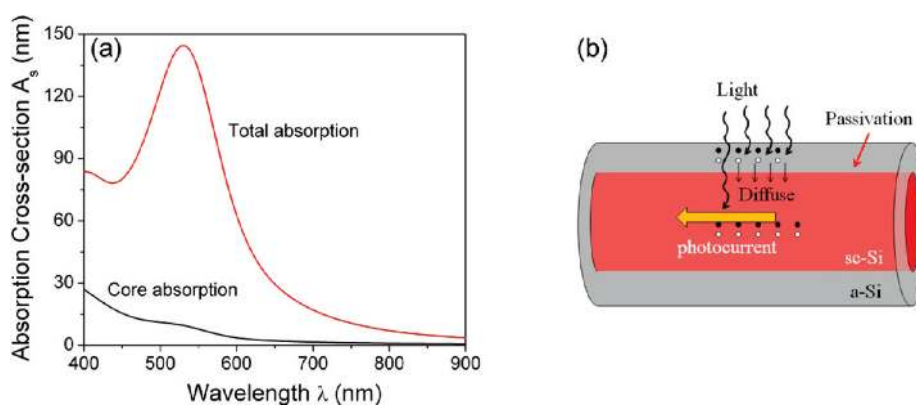 (a)
Absorption Cross-section Aₛ (nm)
150
120
90
60
30
0
Total absorption
Core absorption
400 500 600 700 800 900
Wavelength λ (nm)
(b)
Light
Passivation
Diffuse
photocurrent
sc-Si
a-Si